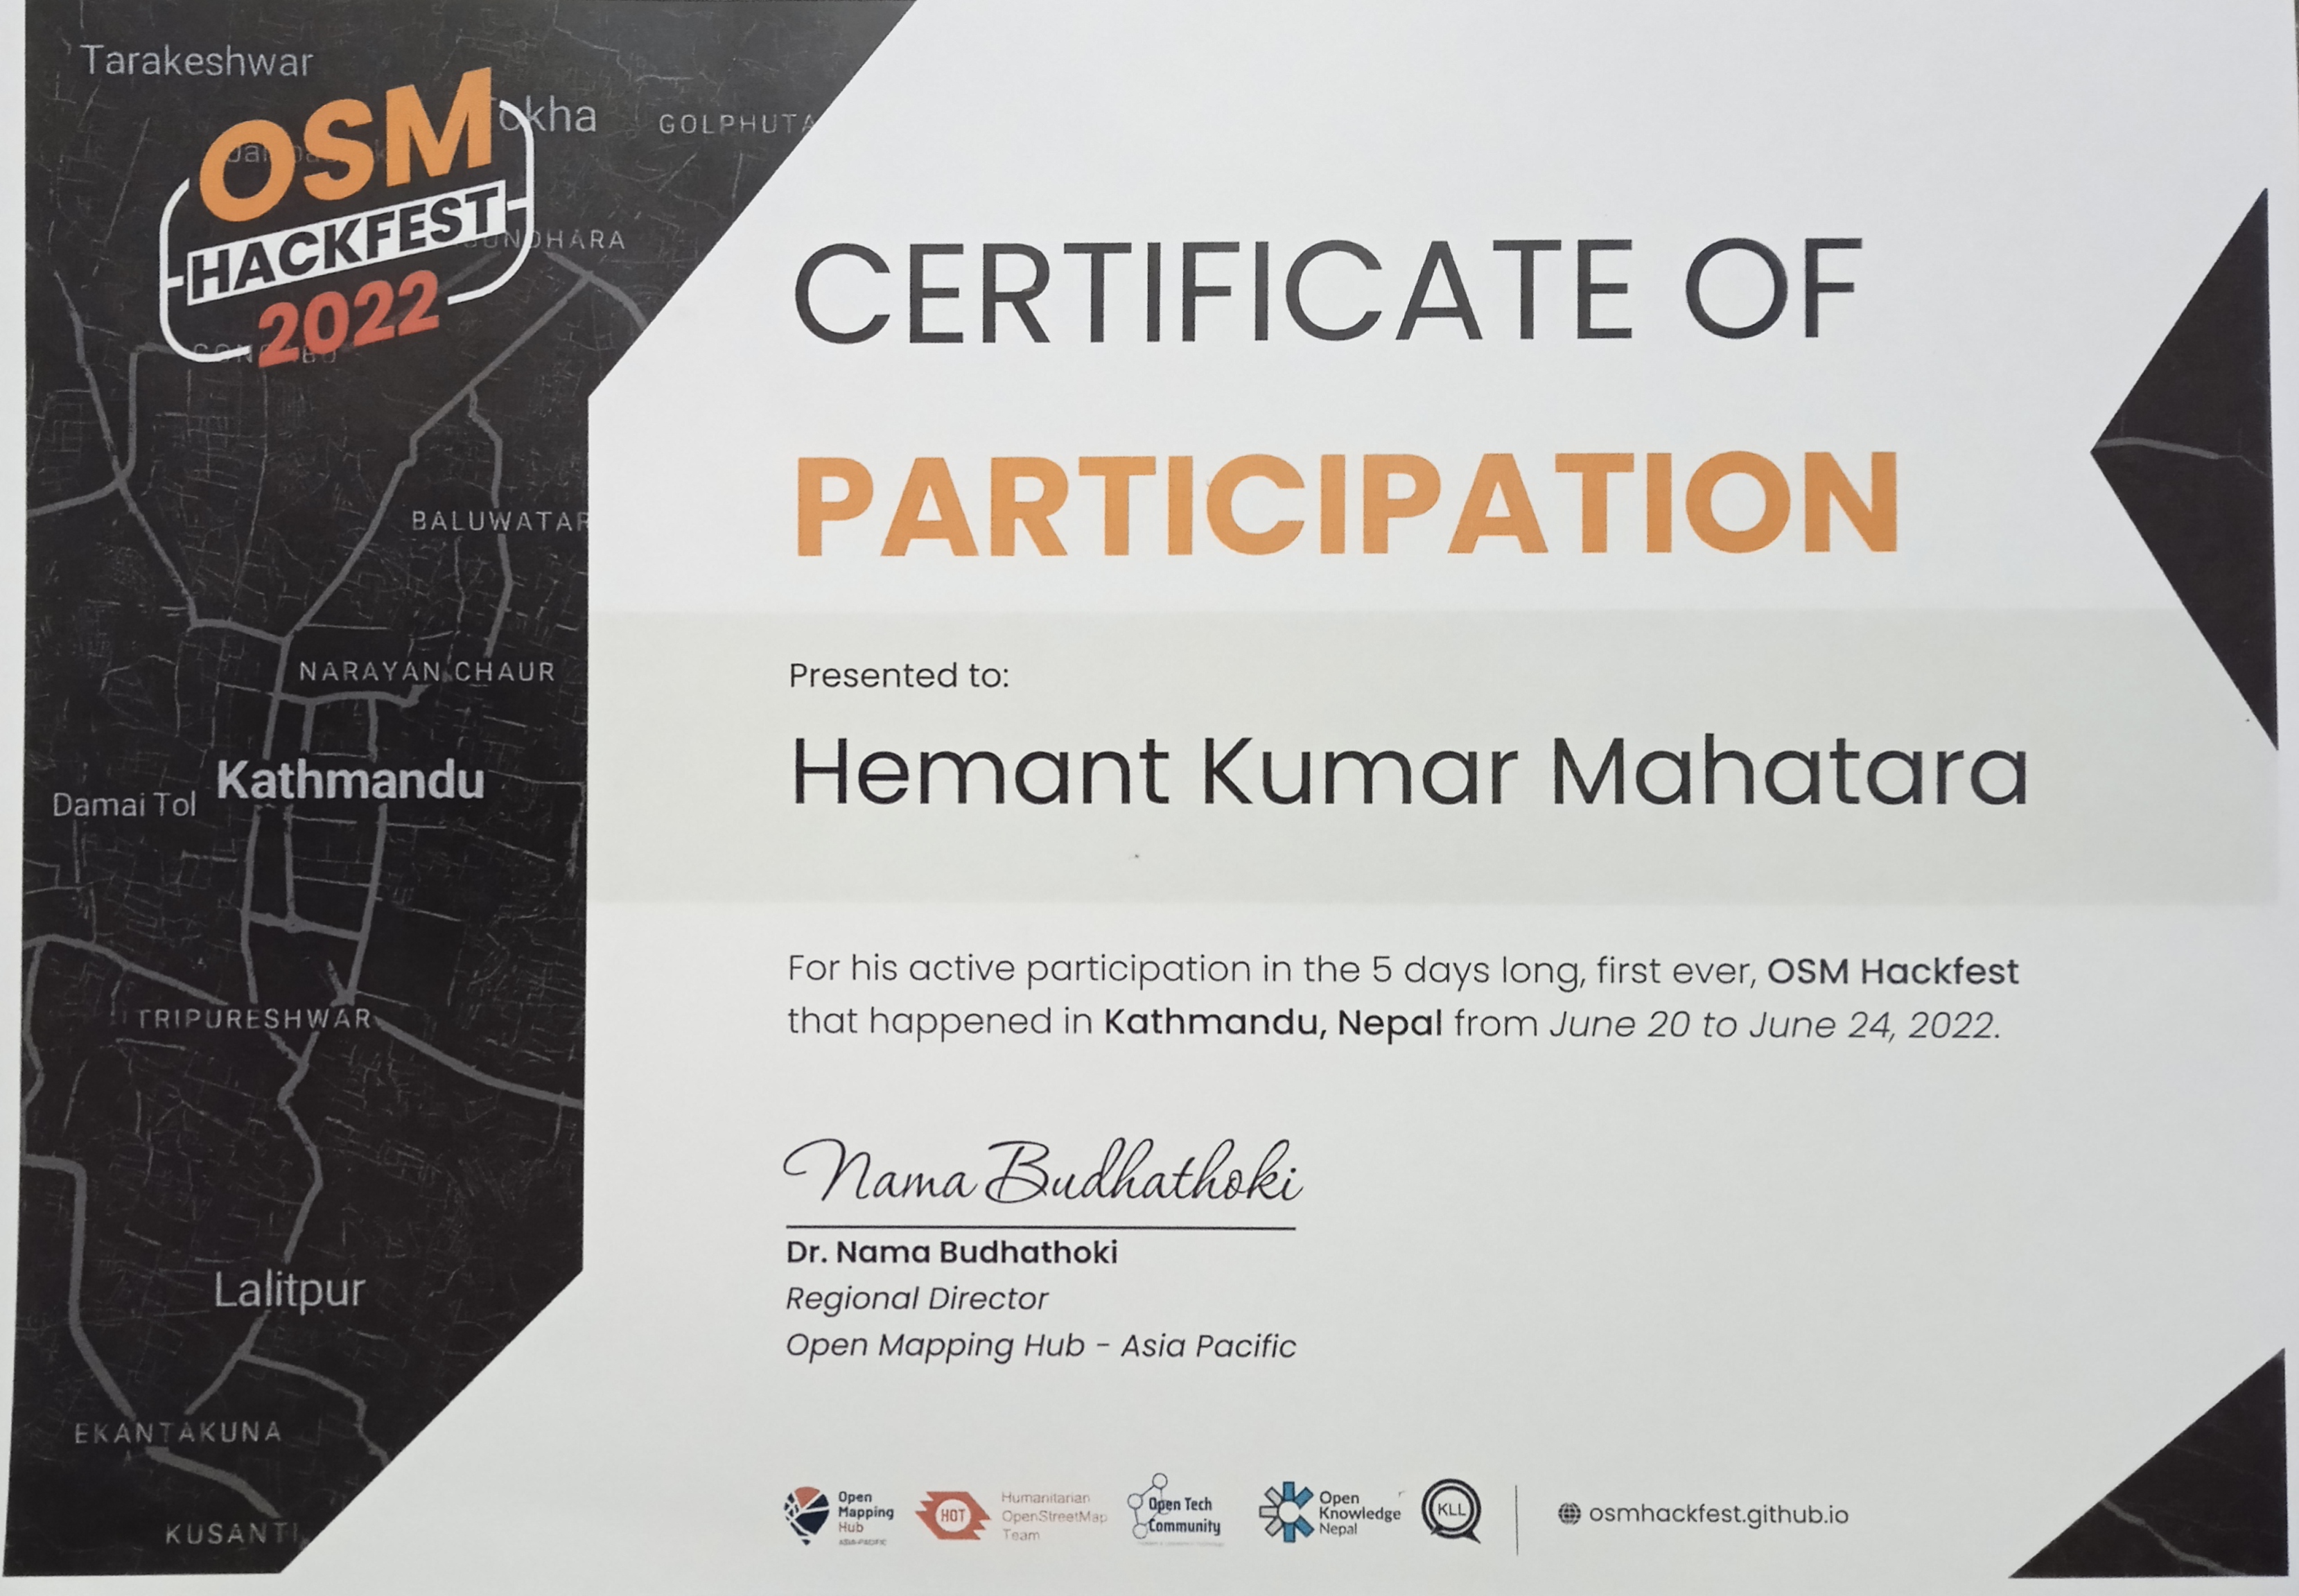 Tarakeshwar
OSM
HACKFEST
2022
GOLPHUTA
BALUWATAR
NARAYAN CHAUR
Kathmandu
Damai Tol
TRIPURESHWAR
Lalitpur
EKANTAKUNA
KUSANTI
CERTIFICATE OF
PARTICIPATION
Presented to:
Hemant Kumar Mahatara
For his active participation in the 5 days long, first ever, OSM Hackfest
that happened in Kathmandu, Nepal from June 20 to June 24, 2022.
Nama Budhathoki
Dr. Nama Budhathoki
Regional Director
Open Mapping Hub - Asia Pacific
Open
Mapping
Hub
ASIA-PACIFIC
HOT
Humanitarian
OpenStreetMap
Team
Open Tech
Community
Open
Knowledge
Nepal
KLL
osmhackfest.github.io